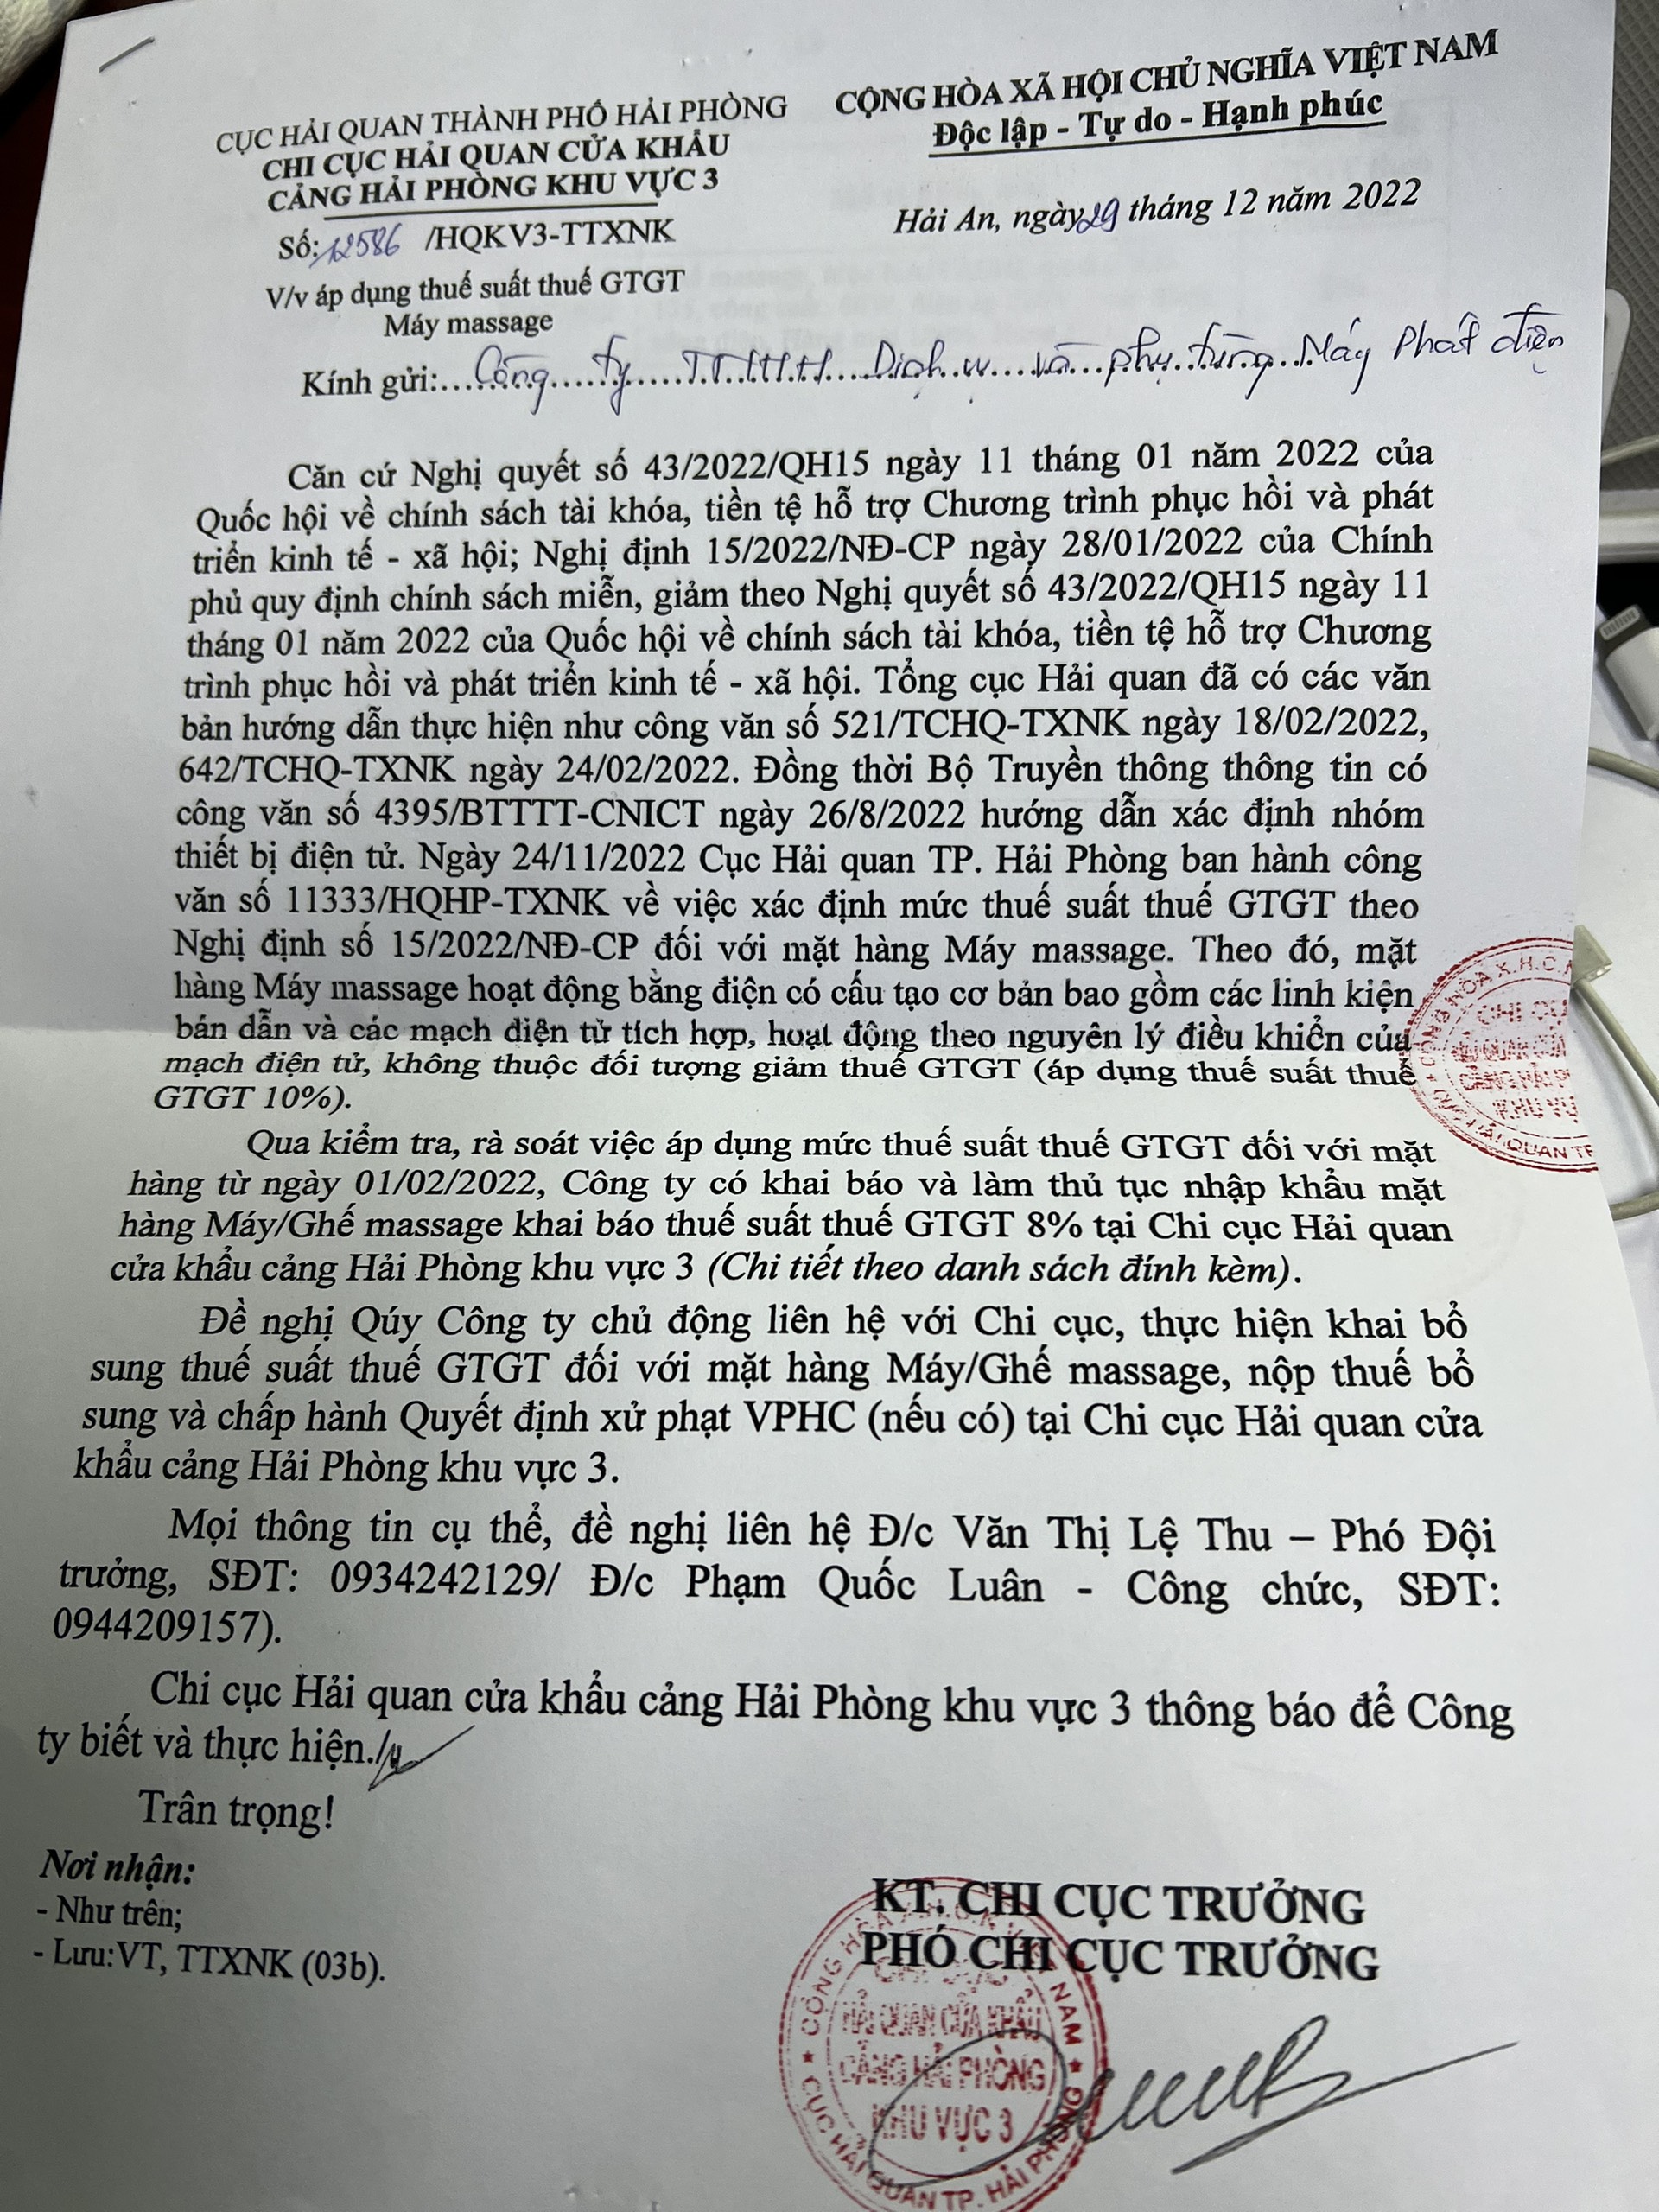 CỤC HẢI QUAN THÀNH PHỐ HẢI PHÒNG
CHI CỤC HẢI QUAN CỬA KHẨU
CẢNG HẢI PHÒNG KHU VỰC 3
Số: 12586 /HQKV3-TTXNK
V/v áp dụng thuế suất thuế GTGT
Máy massage
CỘNG HÒA XÃ HỘI CHỦ NGHĨA VIỆT NAM
Độc lập - Tự do - Hạnh phúc
Hải An, ngày 29 tháng 12 năm 2022
Kính gửi: Công ty TNHH Dịch vụ và phụ tùng Máy Phát điện
Căn cứ Nghị quyết số 43/2022/QH15 ngày 11 tháng 01 năm 2022 của
Quốc hội về chính sách tài khóa, tiền tệ hỗ trợ Chương trình phục hồi và phát
triển kinh tế - xã hội; Nghị định 15/2022/NĐ-CP ngày 28/01/2022 của Chính
phủ quy định chính sách miễn, giảm theo Nghị quyết số 43/2022/QH15 ngày 11
tháng 01 năm 2022 của Quốc hội về chính sách tài khóa, tiền tệ hỗ trợ Chương
trình phục hồi và phát triển kinh tế - xã hội. Tổng cục Hải quan đã có các văn
bản hướng dẫn thực hiện như công văn số 521/TCHQ-TXNK ngày 18/02/2022,
642/TCHQ-TXNK ngày 24/02/2022. Đồng thời Bộ Truyền thông thông tin có
công văn số 4395/BTTTT-CNICT ngày 26/8/2022 hướng dẫn xác định nhóm
thiết bị điện tử. Ngày 24/11/2022 Cục Hải quan TP. Hải Phòng ban hành công
văn số 11333/HQHP-TXNK về việc xác định mức thuế suất thuế GTGT theo
Nghị định số 15/2022/NĐ-CP đối với mặt hàng Máy massage. Theo đó, mặt
hàng Máy massage hoạt động bằng điện có cấu tạo cơ bản bao gồm các linh kiện
bán dẫn và các mạch điện tử tích hợp, hoạt động theo nguyên lý điều khiển của
mạch điện tử, không thuộc đối tượng giảm thuế GTGT (áp dụng thuế suất thuế
GTGT 10%).
Qua kiểm tra, rà soát việc áp dụng mức thuế suất thuế GTGT đối với mặt
hàng từ ngày 01/02/2022, Công ty có khai báo và làm thủ tục nhập khẩu mặt
hàng Máy/Ghế massage khai báo thuế suất thuế GTGT 8% tại Chi cục Hải quan
cửa khẩu cảng Hải Phòng khu vực 3 (Chi tiết theo danh sách đính kèm).
Đề nghị Qúy Công ty chủ động liên hệ với Chi cục, thực hiện khai bổ
sung thuế suất thuế GTGT đối với mặt hàng Máy/Ghế massage, nộp thuế bổ
sung và chấp hành Quyết định xử phạt VPHC (nếu có) tại Chi cục Hải quan cửa
khẩu cảng Hải Phòng khu vực 3.
Mọi thông tin cụ thể, đề nghị liên hệ Đ/c Văn Thị Lệ Thu – Phó Đội
trưởng, SĐT: 0934242129/ Đ/c Phạm Quốc Luân - Công chức, SĐT:
0944209157).
Chi cục Hải quan cửa khẩu cảng Hải Phòng khu vực 3 thông báo để Công
ty biết và thực hiện./
Trân trọng!
Nơi nhận:
- Như trên;
- Lưu:VT, TTXNK (03b).
KT. CHI CỤC TRƯỞNG
PHÓ CHI CỤC TRƯỞNG
CHI CỤC
HẢI QUAN CỬA KHẨU
CẢNG HẢI PHÒNG
KHU VỰC 3
CỤC HẢI QUAN TP. HẢI PHÒNG